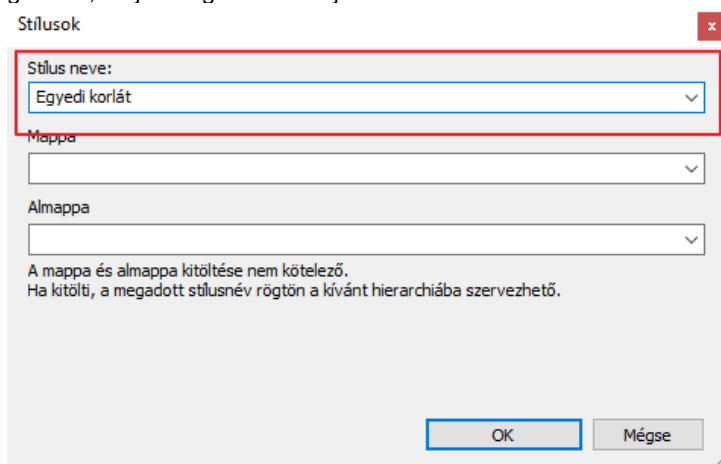 Stílusok
x
Stílus neve:
Egyedi korlát
Mappa
Almappa
A mappa és almappa kitöltése nem kötelező.
Ha kitölti, a megadott stílusnév rögtön a kívánt hierarchiába szervezhető.
OK Mégse